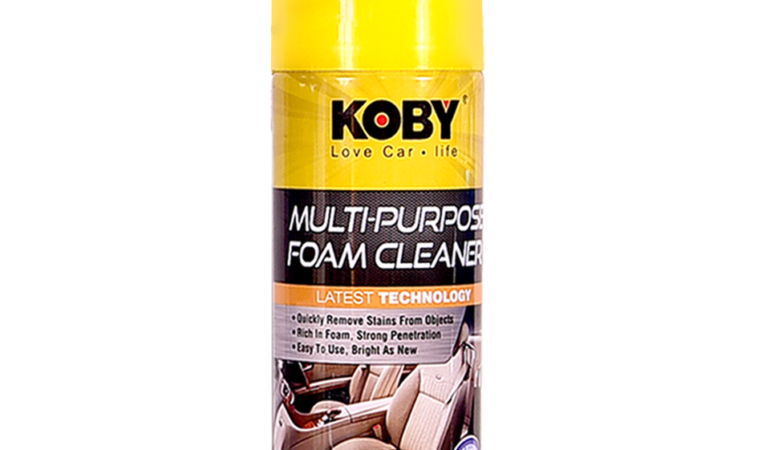 KOBY®
Love Car • life
MULTI-PURPOSE
FOAM CLEANER
LATEST TECHNOLOGY
• Quickly Remove Stains From Objects
• Rich In Foam, Strong Penetration
• Easy To Use, Bright As New